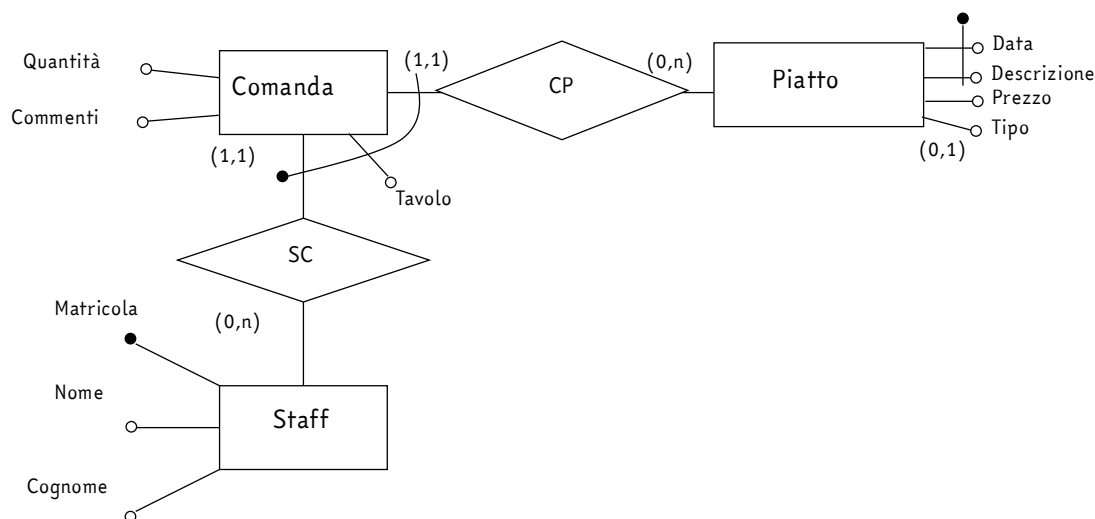 Quantità
Commenti
Comanda
(1,1)
CP
(0,n)
Piatto
Data
Descrizione
Prezzo
Tipo
(0,1)
(1,1)
Tavolo
SC
Matricola
(0,n)
Nome
Staff
Cognome